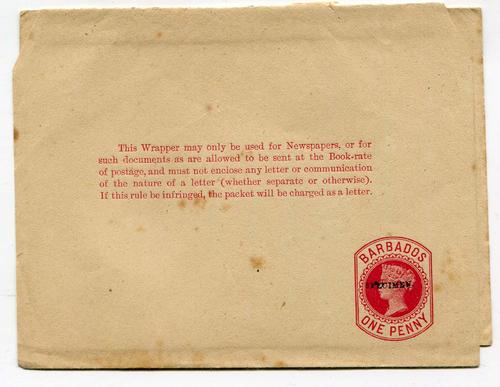 This Wrapper may only be used for Newspapers, or for
such documents as are allowed to be sent at the Book-rate
of postage, and must not enclose any letter or communication
of the nature of a letter (whether separate or otherwise).
If this rule be infringed, the packet will be charged as a letter.
BARBADOS
SPECIMEN
ONE PENNY